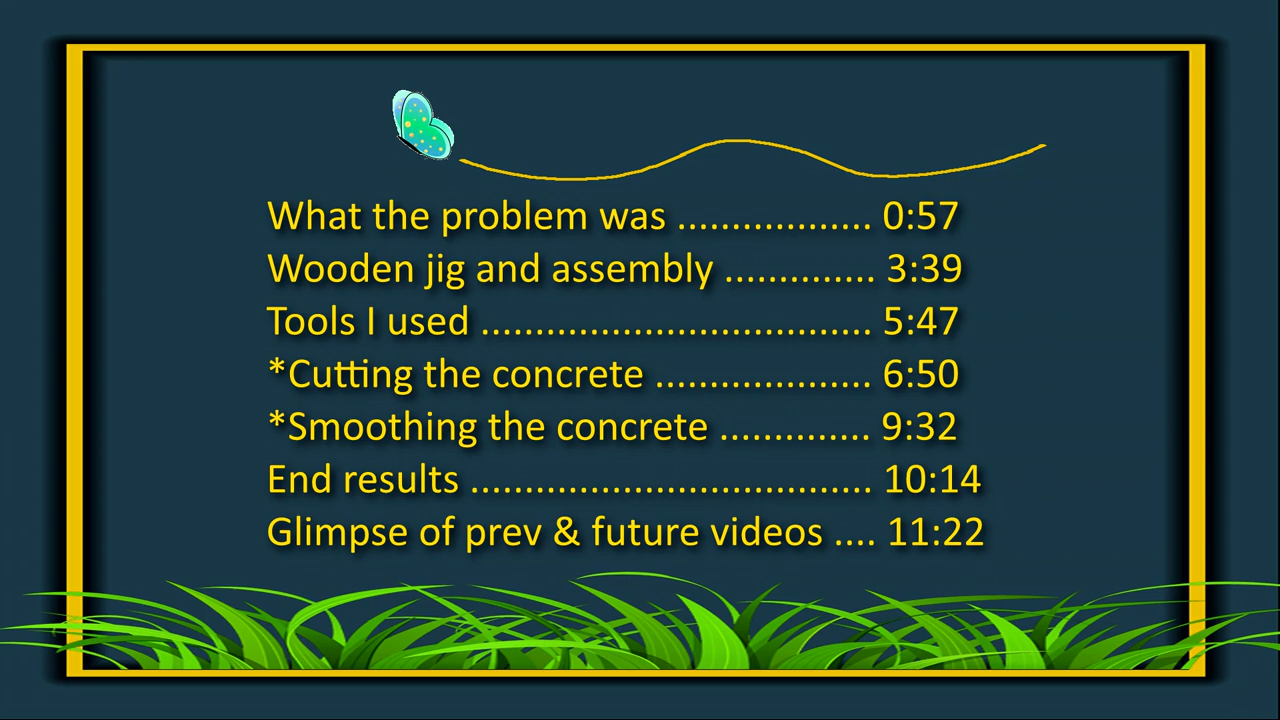 What the problem was .................. 0:57
Wooden jig and assembly .............. 3:39
Tools I used .................................... 5:47
*Cutting the concrete .................... 6:50
*Smoothing the concrete .............. 9:32
End results ..................................... 10:14
Glimpse of prev & future videos .... 11:22